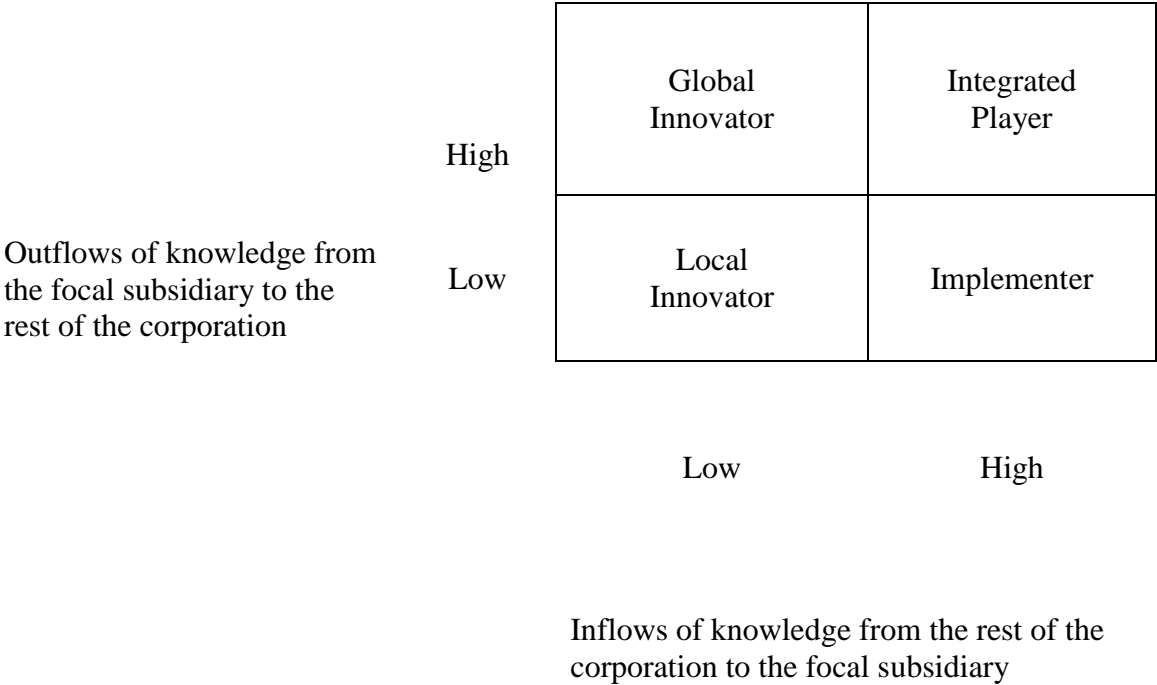 Global
Innovator
Integrated
Player
High
Outflows of knowledge from
the focal subsidiary to the
rest of the corporation
Low
Local
Innovator
Implementer
Low
High
Inflows of knowledge from the rest of the
corporation to the focal subsidiary